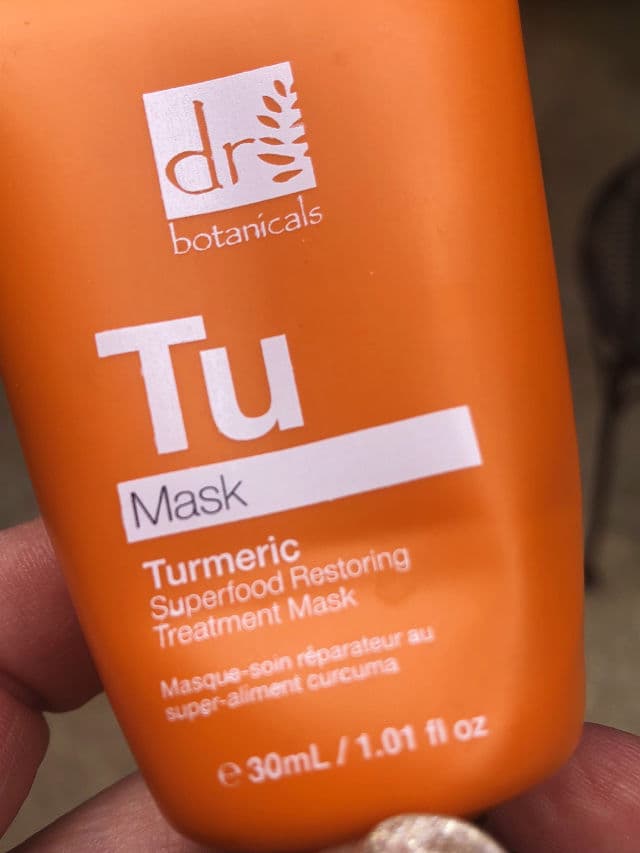 dr
botanicals
Tu
Mask
Turmeric
Superfood Restoring
Treatment Mask
Masque-soin réparateur au
super-aliment curcuma
℮ 30mL / 1.01 fl oz